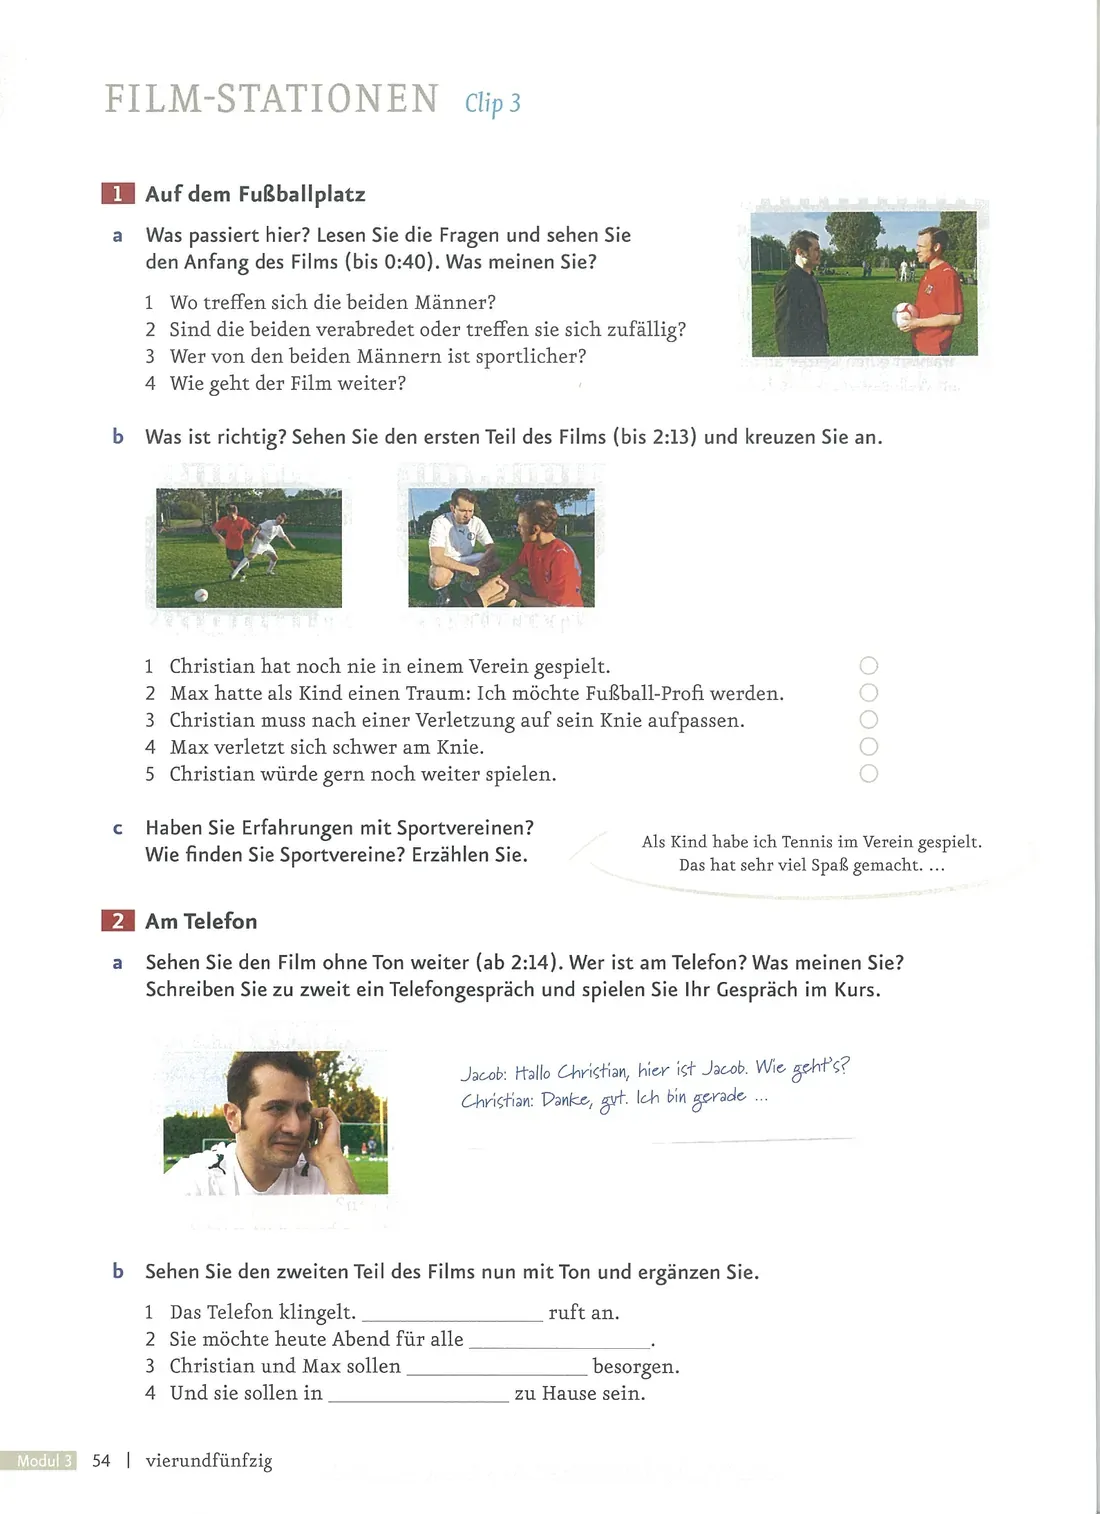 FILM-STATIONEN Clip 3
1 Auf dem Fußballplatz
a Was passiert hier? Lesen Sie die Fragen und sehen Sie
den Anfang des Films (bis 0:40). Was meinen Sie?
1 Wo treffen sich die beiden Männer?
2 Sind die beiden verabredet oder treffen sie sich zufällig?
3 Wer von den beiden Männern ist sportlicher?
4 Wie geht der Film weiter?
b Was ist richtig? Sehen Sie den ersten Teil des Films (bis 2:13) und kreuzen Sie an.
1 Christian hat noch nie in einem Verein gespielt.
2 Max hatte als Kind einen Traum: Ich möchte Fußball-Profi werden.
3 Christian muss nach einer Verletzung auf sein Knie aufpassen.
4 Max verletzt sich schwer am Knie.
5 Christian würde gern noch weiter spielen.
c Haben Sie Erfahrungen mit Sportvereinen?
Wie finden Sie Sportvereine? Erzählen Sie.
Als Kind habe ich Tennis im Verein gespielt.
Das hat sehr viel Spaß gemacht. ...
2 Am Telefon
a Sehen Sie den Film ohne Ton weiter (ab 2:14). Wer ist am Telefon? Was meinen Sie?
Schreiben Sie zu zweit ein Telefongespräch und spielen Sie Ihr Gespräch im Kurs.
Jacob: Hallo Christian, hier ist Jacob. Wie geht's?
Christian: Danke, gut. Ich bin gerade ...
b Sehen Sie den zweiten Teil des Films nun mit Ton und ergänzen Sie.
1 Das Telefon klingelt. ____________ ruft an.
2 Sie möchte heute Abend für alle ____________.
3 Christian und Max sollen ____________ besorgen.
4 Und sie sollen in ____________ zu Hause sein.
Modul 3 54 | vierundfünfzig